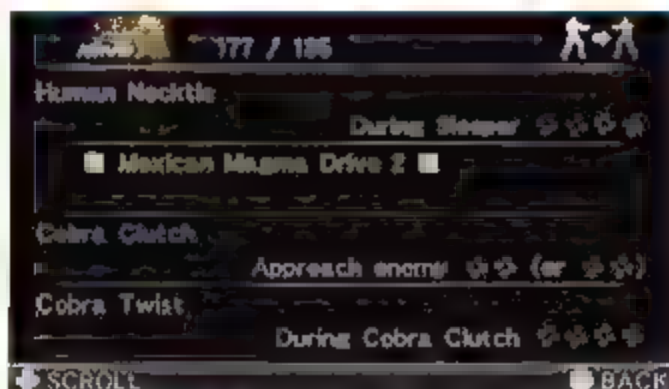 177 / 185
Human Necktie
During Sleeper
Mexican Magma Drive 2
Cobra Clutch
Approach enemy (or )
Cobra Twist
During Cobra Clutch
SCROLL BACK